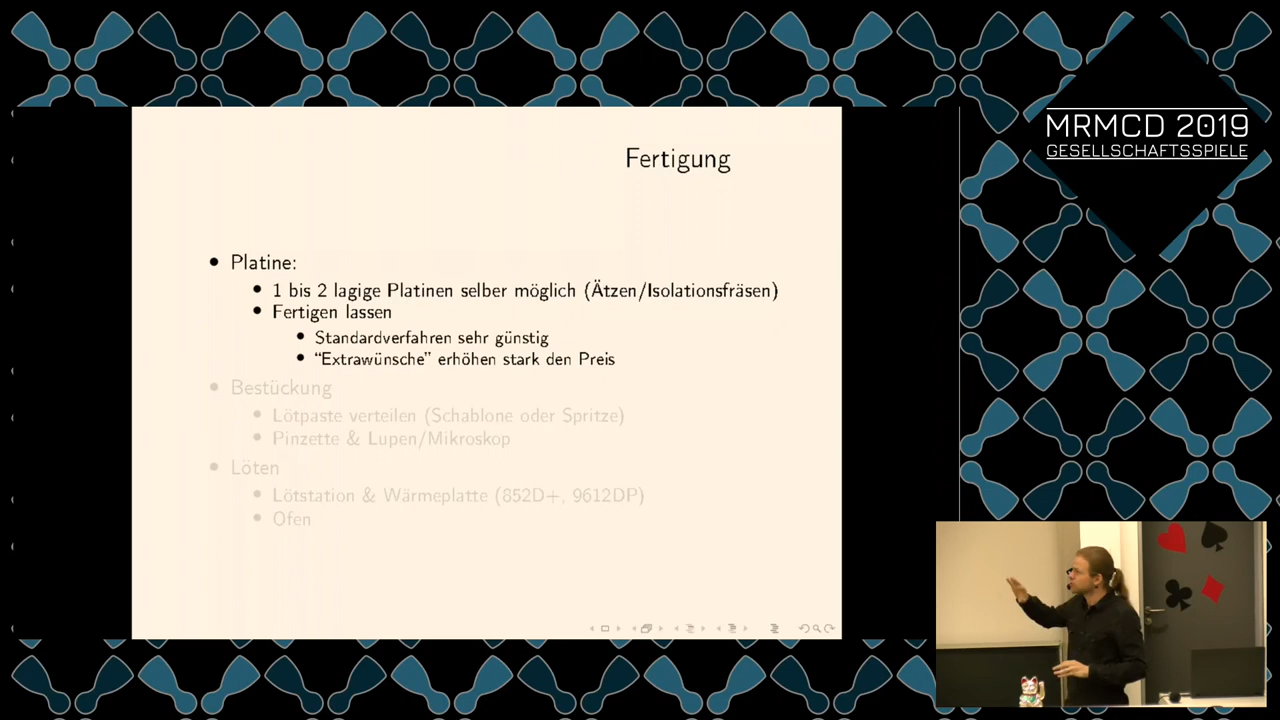 MRMCD 2019
GESELLSCHAFTSSPIELE
Fertigung
Platine:
1 bis 2 lagige Platinen selber möglich (Ätzen/Isolationsfräsen)
Fertigen lassen
Standardverfahren sehr günstig
“Extrawünsche” erhöhen stark den Preis
Bestückung
Lötpaste verteilen (Schablone oder Spritze)
Pinzette & Lupen/Mikroskop
Löten
Lötstation & Wärmeplatte (852D+, 9612DP)
Ofen